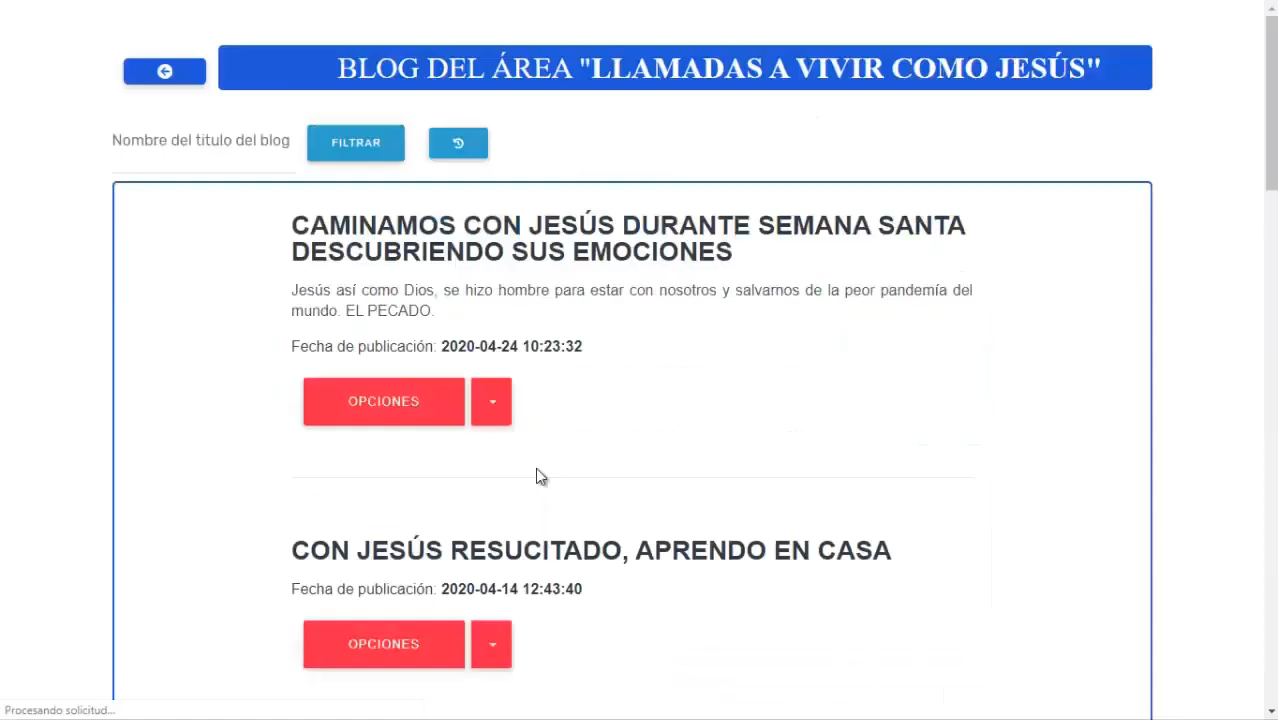 BLOG DEL ÁREA "LLAMADAS A VIVIR COMO JESÚS"
Nombre del titulo del blog
FILTRAR
CAMINAMOS CON JESÚS DURANTE SEMANA SANTA
DESCUBRIENDO SUS EMOCIONES
Jesús así como Dios, se hizo hombre para estar con nosotros y salvarnos de la peor pandemía del
mundo. EL PECADO.
Fecha de publicación: 2020-04-24 10:23:32
OPCIONES
CON JESÚS RESUCITADO, APRENDO EN CASA
Fecha de publicación: 2020-04-14 12:43:40
OPCIONES
Procesando solicitud...